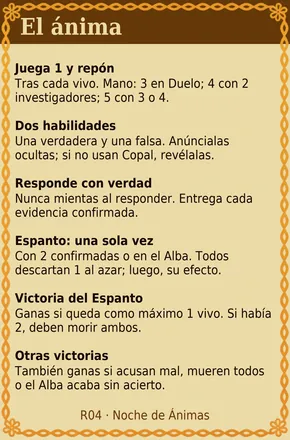 El ánima
Juega 1 y repón
Tras cada vivo. Mano: 3 en Duelo; 4 con 2
investigadores; 5 con 3 o 4.
Dos habilidades
Una verdadera y una falsa. Anúncialas
ocultas; si no usan Copal, revélalas.
Responde con verdad
Nunca mientas al responder. Entrega cada
evidencia confirmada.
Espanto: una sola vez
Con 2 confirmadas o en el Alba. Todos
descartan 1 al azar; luego, su efecto.
Victoria del Espanto
Ganas si queda como máximo 1 vivo. Si había
2, deben morir ambos.
Otras victorias
También ganas si acusan mal, mueren todos
o el Alba acaba sin acierto.
R04 · Noche de Ánimas